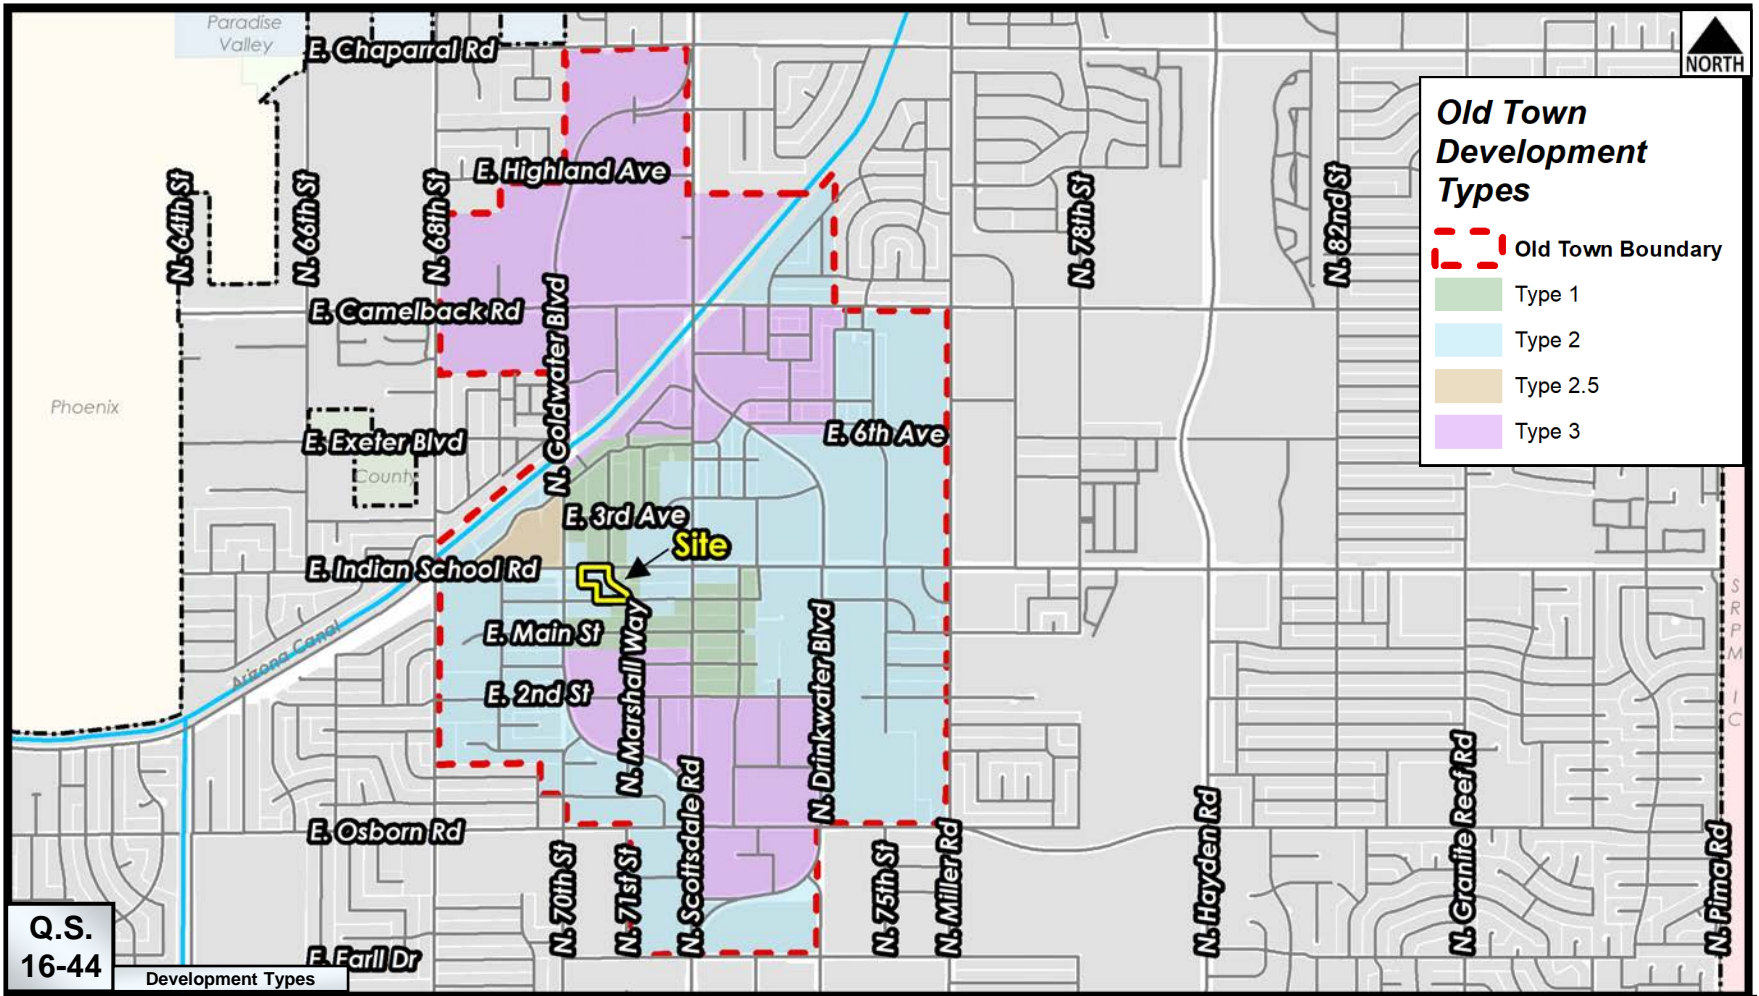 Paradise
Valley
E. Chaparral Rd
NORTH
Old Town
Development
Types
Old Town Boundary
Type 1
Type 2
Type 2.5
Type 3
E. Highland Ave
N. 64th St
N. 66th St
N. 68th St
N. 78th St
N. 82nd St
E. Camelback Rd
N. Goldwater Blvd
Phoenix
E. Exeter Blvd
County
E. 6th Ave
E. 3rd Ave
Site
E. Indian School Rd
Arizona Canal
E. Main St
N. Marshall Way
E. 2nd St
N. Drinkwater Blvd
SRPMIC
N. Scottsdale Rd
E. Osborn Rd
N. 70th St
N. 71st St
N. 75th St
N. Miller Rd
N. Hayden Rd
N. Granite Reef Rd
N. Pima Rd
E. Earll Dr
Q.S.
16-44
Development Types